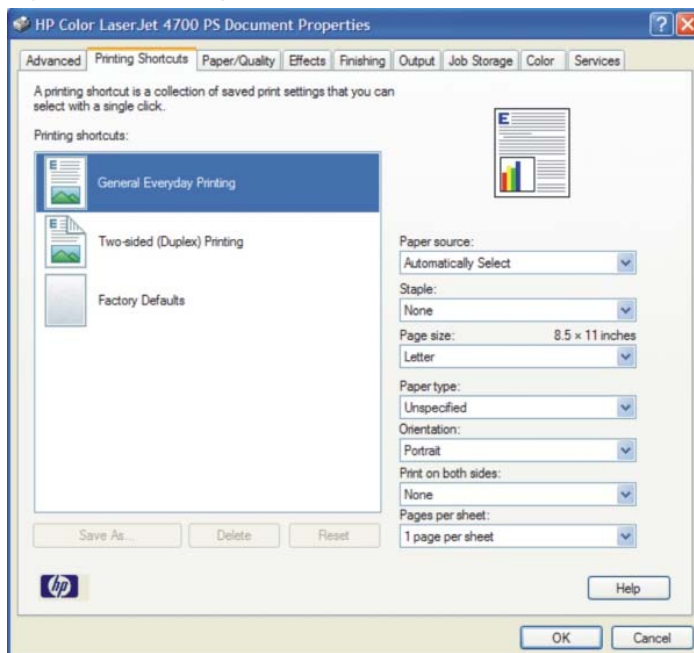 HP Color LaserJet 4700 PS Document Properties
Advanced Printing Shortcuts Paper/Quality Effects Finishing Output Job Storage Color Services
A printing shortcut is a collection of saved print settings that you can
select with a single click.
Printing shortcuts:
E
General Everyday Printing
E
Two-sided (Duplex) Printing
Factory Defaults
Save As...
Delete
Reset
E
Paper source:
Automatically Select
Staple:
None
Page size: 8.5 × 11 inches
Letter
Paper type:
Unspecified
Orientation:
Portrait
Print on both sides:
None
Pages per sheet:
1 page per sheet
hp
Help
OK
Cancel